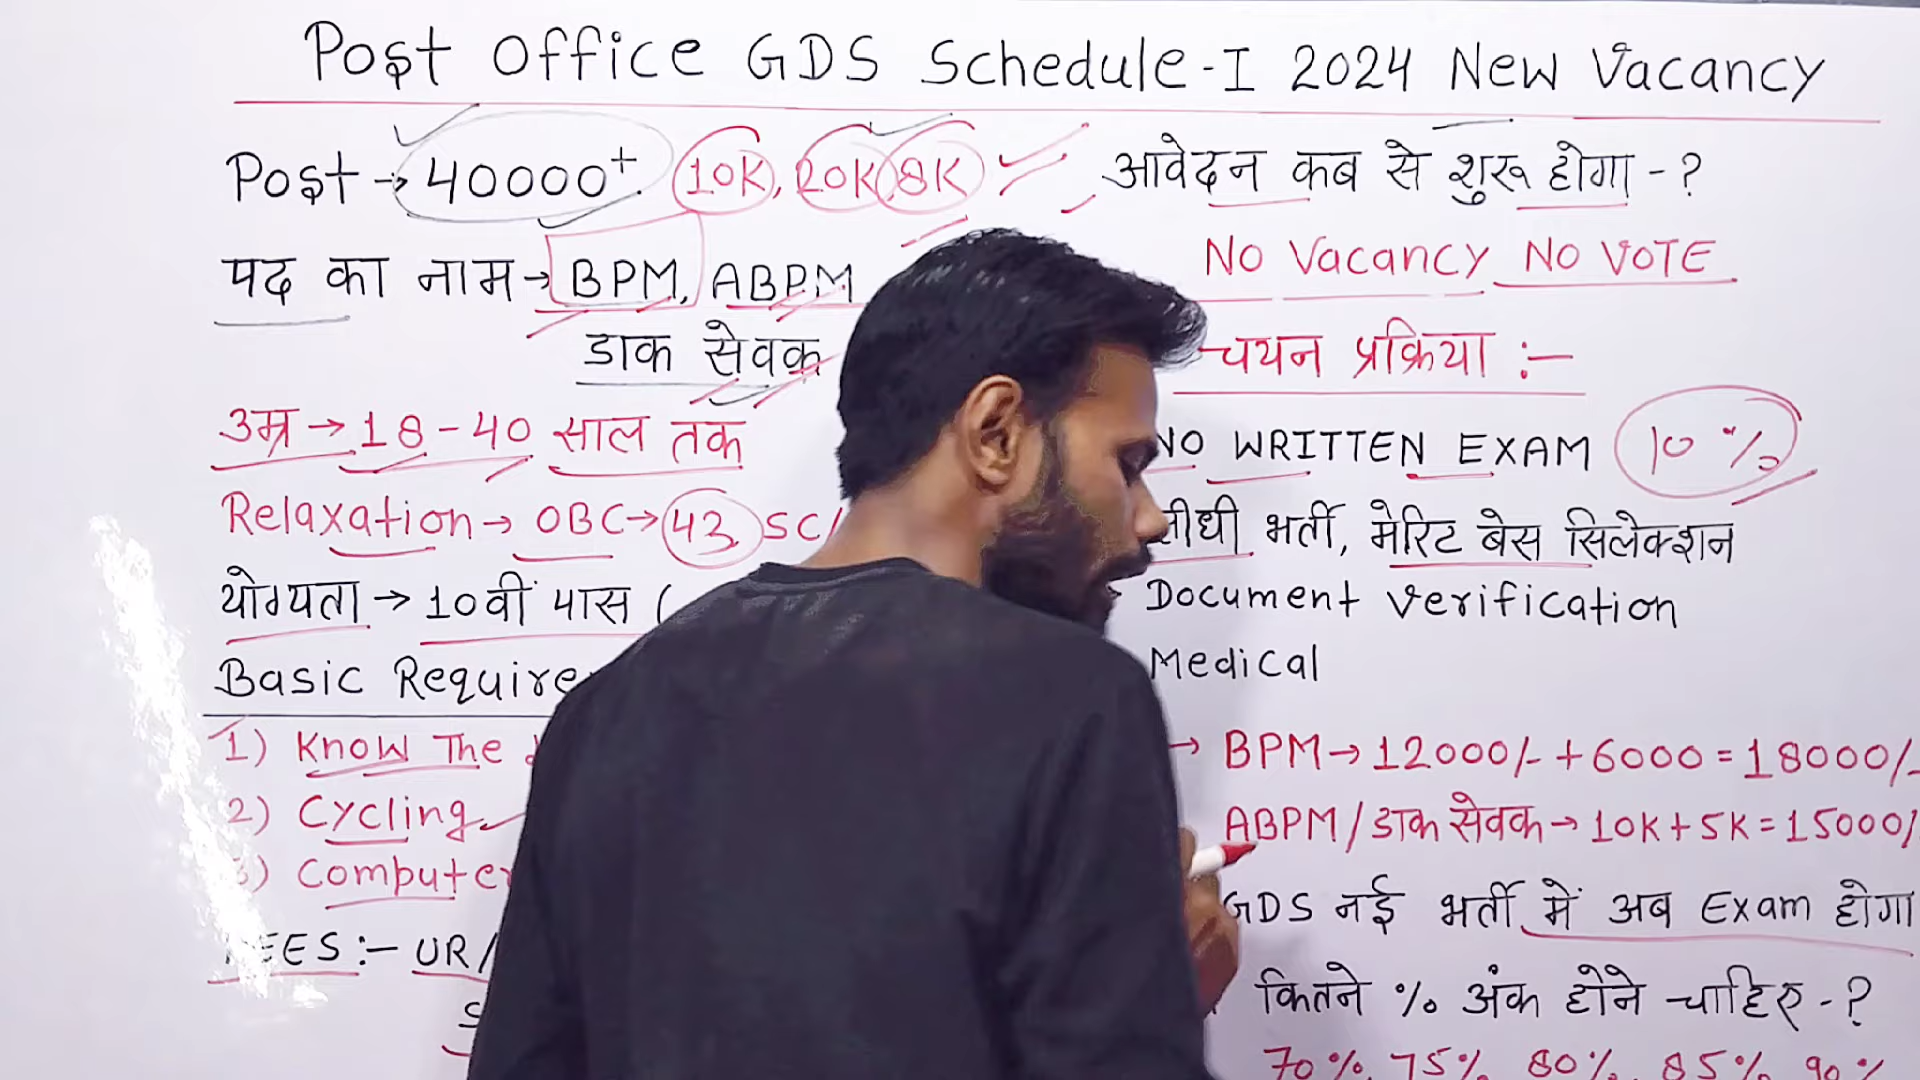 Post Office GDS Schedule-I 2024 New Vacancy
Post → 40000+ 10K, 20K, 8K
पद का नाम → BPM, ABPM
डाक सेवक
उम्र → 18-40 साल तक
Relaxation → OBC → 43 SC/
योग्यता → 10वीं पास (
Basic
1) Know The
2) Cycling
3) Computer
FEES :- UR/
आवेदन कब से शुरू होगा - ?
No Vacancy No VOTE
चयन प्रक्रिया :-
NO WRITTEN EXAM 10%
सीधी भर्ती, मेरिट बेस सिलेक्शन
Document Verification
Medical
→ BPM → 12000/- + 6000 = 18000/-
ABPM / डाक सेवक → 10K + 5K = 15000/
GDS नई भर्ती में अब Exam होगा
कितने % अंक होने चाहिए - ?
70%, 75%, 80%, 85%, 90%